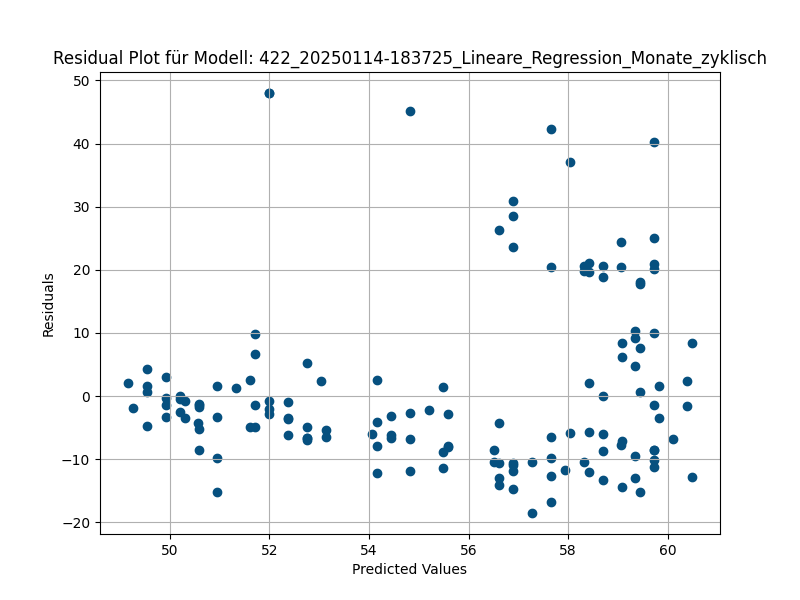 Residual Plot für Modell: 422_20250114-183725_Lineare_Regression_Monate_zyklisch
50
40
30
20
10
0
−10
−20
Residuals
50 52 54 56 58 60
Predicted Values